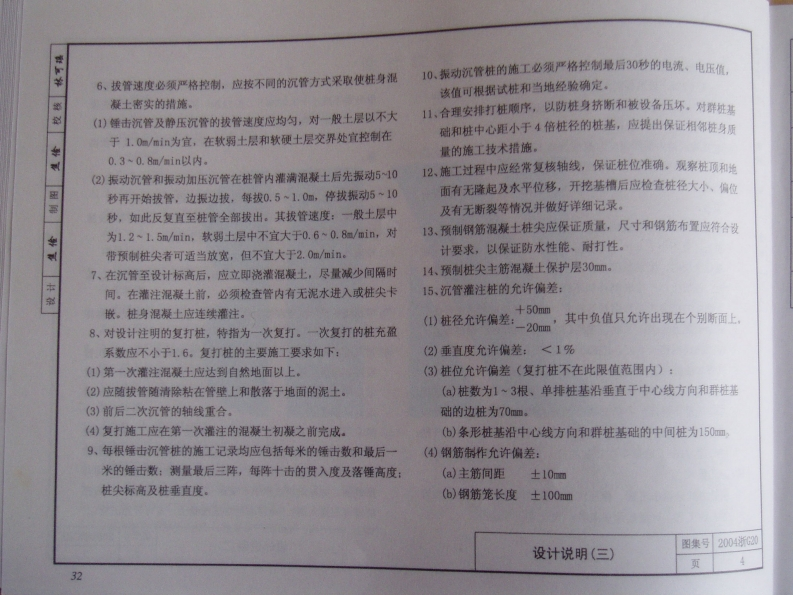 6、拔管速度必须严格控制，应按不同的沉管方式采取使桩身混
凝土密实的措施。
(1)锤击沉管及静压沉管的拔管速度应均匀，对一般土层以不大
于 1.0m/min为宜，在软弱土层和软硬土层交界处宜控制在
0.3～0.8m/min以内。
(2)振动沉管和振动加压沉管在桩管内灌满混凝土后先振动5~10
秒再开始拔管，边振边拔，每拔0.5～1.0m，停拔振动5～10
秒，如此反复直至桩管全部拔出。其拔管速度：一般土层中
为1.2～1.5m/min，软弱土层中不宜大于0.6～0.8m/min，对
带预制桩尖者可适当放宽，但不宜大于2.0m/min。
7、在沉管至设计标高后，应立即浇灌混凝土，尽量减少间隔时
间。在灌注混凝土前，必须检查管内有无泥水进入或桩尖卡
嵌。桩身混凝土应连续灌注。
8、对设计注明的复打桩，特指为一次复打。一次复打的桩充盈
系数应不小于1.6。复打桩的主要施工要求如下：
(1)第一次灌注混凝土应达到自然地面以上。
(2)应随拔管随清除粘在管壁上和散落于地面的泥土。
(3)前后二次沉管的轴线重合。
(4)复打施工应在第一次灌注的混凝土初凝之前完成。
9、每根锤击沉管桩的施工记录均应包括每米的锤击数和最后一
米的锤击数；测量最后三阵，每阵十击的贯入度及落锤高度；
桩尖标高及桩垂直度。
10、振动沉管桩的施工必须严格控制最后30秒的电流、电压值，
该值可根据试桩和当地经验确定。
11、合理安排打桩顺序，以防桩身挤断和被设备压坏。对群桩基
础和桩中心距小于 4 倍桩径的桩基，应提出保证相邻桩身质
量的施工技术措施。
12、施工过程中应经常复核轴线，保证桩位准确。观察桩顶和地
面有无隆起及水平位移，开挖基槽后应检查桩径大小、偏位
及有无断裂等情况并做好详细记录。
13、预制钢筋混凝土桩尖应保证质量，尺寸和钢筋布置应符合设
计要求，以保证防水性能、耐打性。
14、预制桩尖主筋混凝土保护层30mm。
15、沉管灌注桩的允许偏差：
(1)桩径允许偏差：+50mm -20mm，其中负值只允许出现在个别断面上。
(2)垂直度允许偏差： ＜1%
(3)桩位允许偏差（复打桩不在此限值范围内）：
(a)桩数为1～3根、单排桩基沿垂直于中心线方向和群桩基
础的边桩为70mm。
(b)条形桩基沿中心线方向和群桩基础的中间桩为150mm。
(4)钢筋制作允许偏差：
(a)主筋间距 ±10mm
(b)钢筋笼长度 ±100mm
校核
制图
设计
设计说明(三)
图集号 2004浙G20
页 4
32